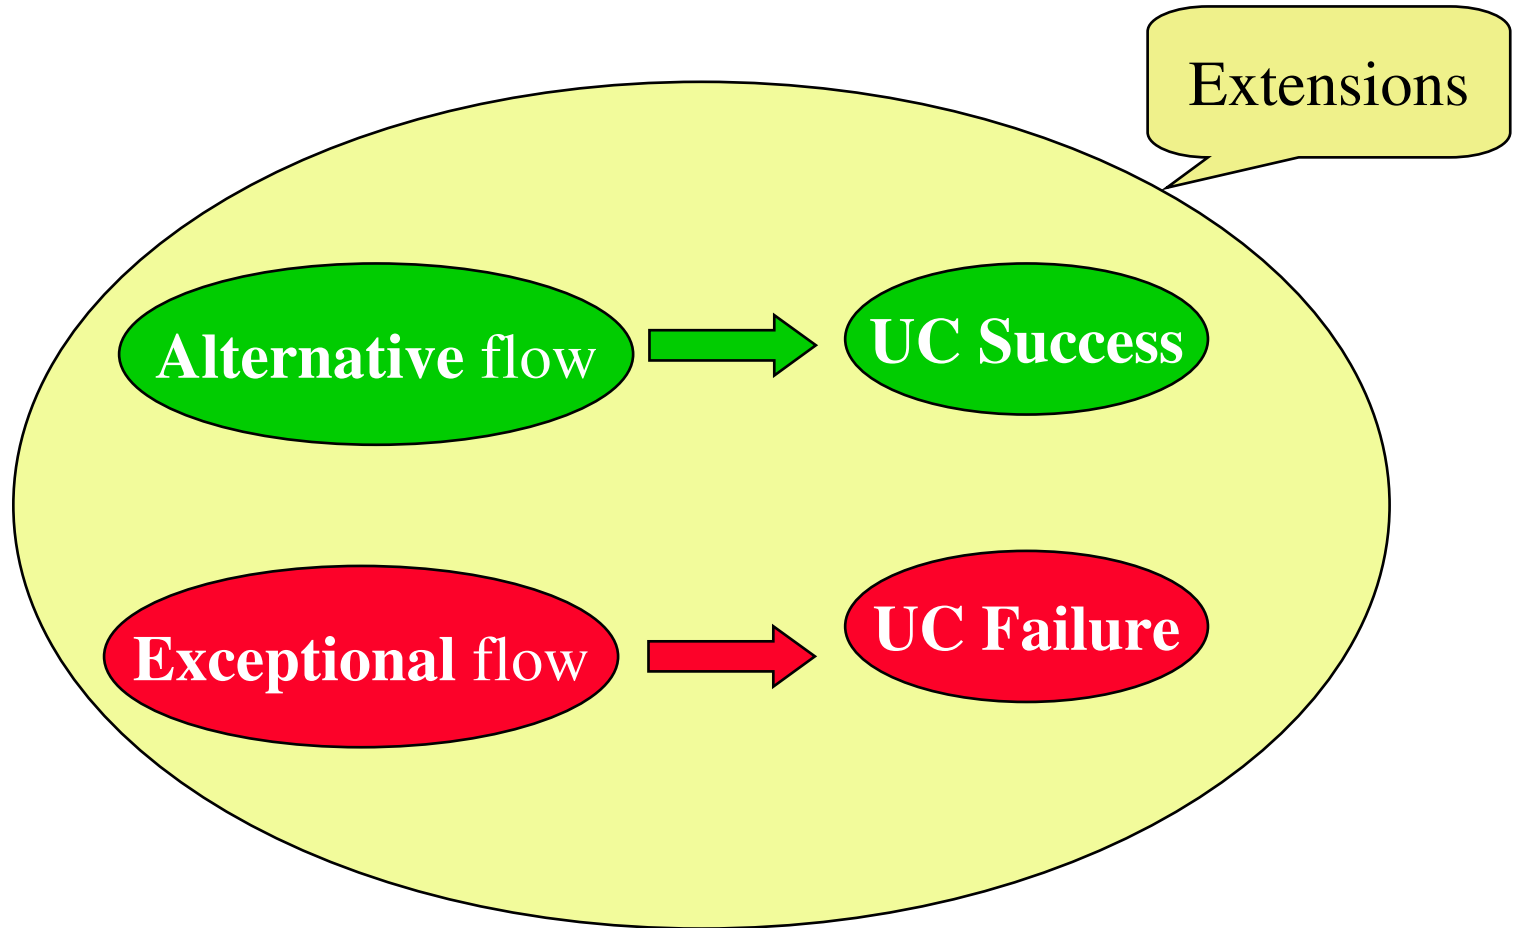 Extensions
Alternative flow
UC Success
Exceptional flow
UC Failure